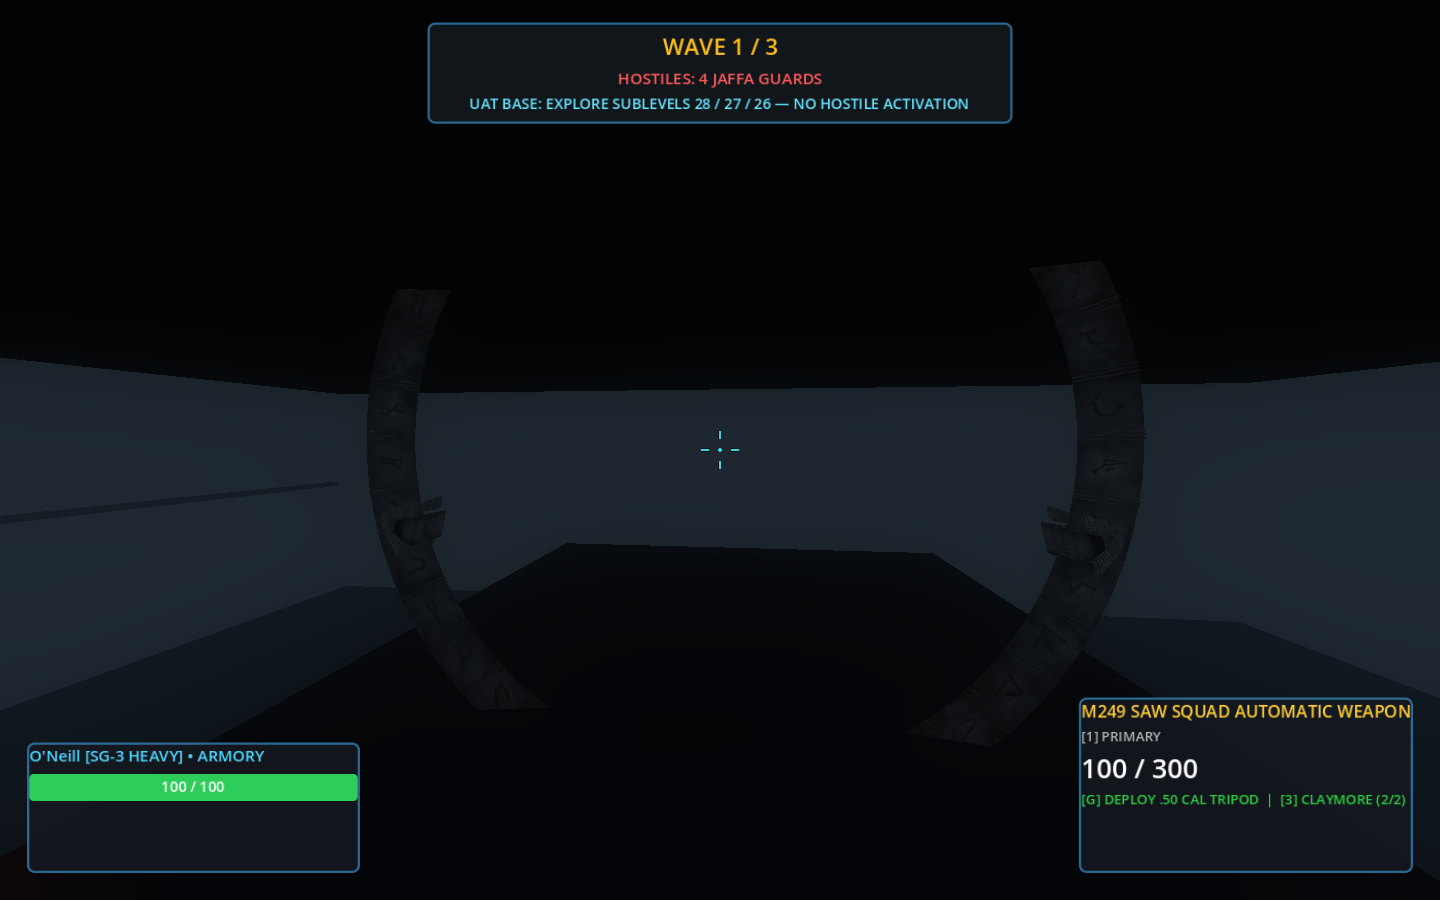 WAVE 1 / 3
HOSTILES: 4 JAFFA GUARDS
UAT BASE: EXPLORE SUBLEVELS 28 / 27 / 26 — NO HOSTILE ACTIVATION
O'Neill [SG-3 HEAVY] • ARMORY
100 / 100
M249 SAW SQUAD AUTOMATIC WEAPON
[1] PRIMARY
100 / 300
[G] DEPLOY .50 CAL TRIPOD | [3] CLAYMORE (2/2)